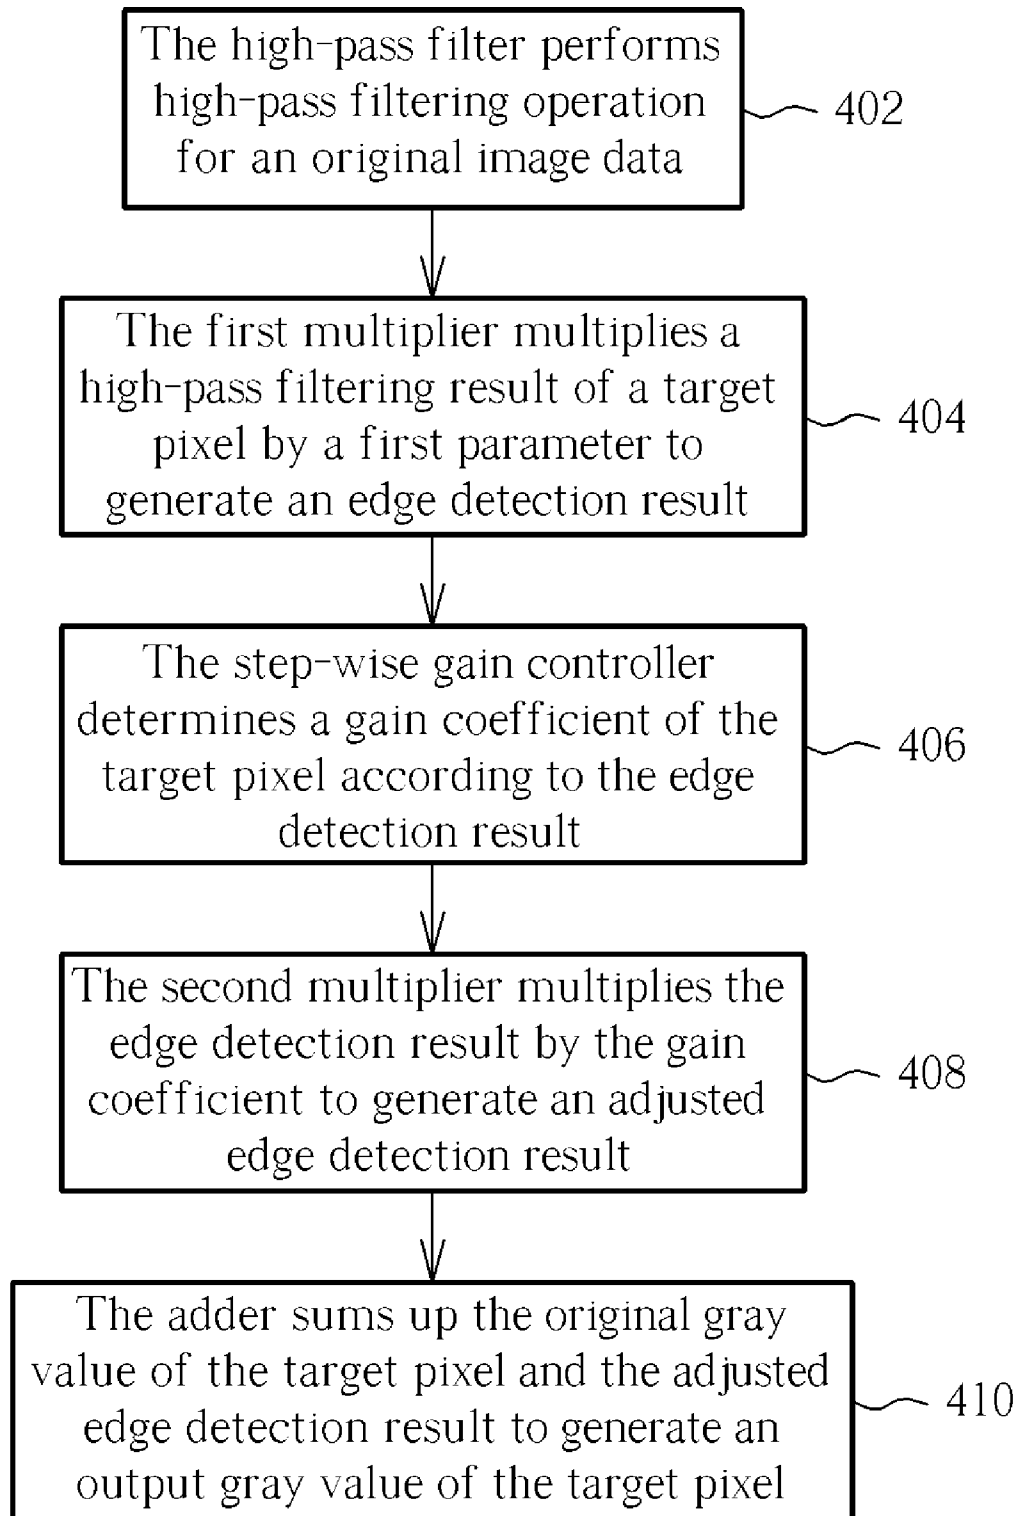 The high-pass filter performs
high-pass filtering operation
for an original image data
402
The first multiplier multiplies a
high-pass filtering result of a target
pixel by a first parameter to
generate an edge detection result
404
The step-wise gain controller
determines a gain coefficient of the
target pixel according to the edge
detection result
406
The second multiplier multiplies the
edge detection result by the gain
coefficient to generate an adjusted
edge detection result
408
The adder sums up the original gray
value of the target pixel and the adjusted
edge detection result to generate an
output gray value of the target pixel
410